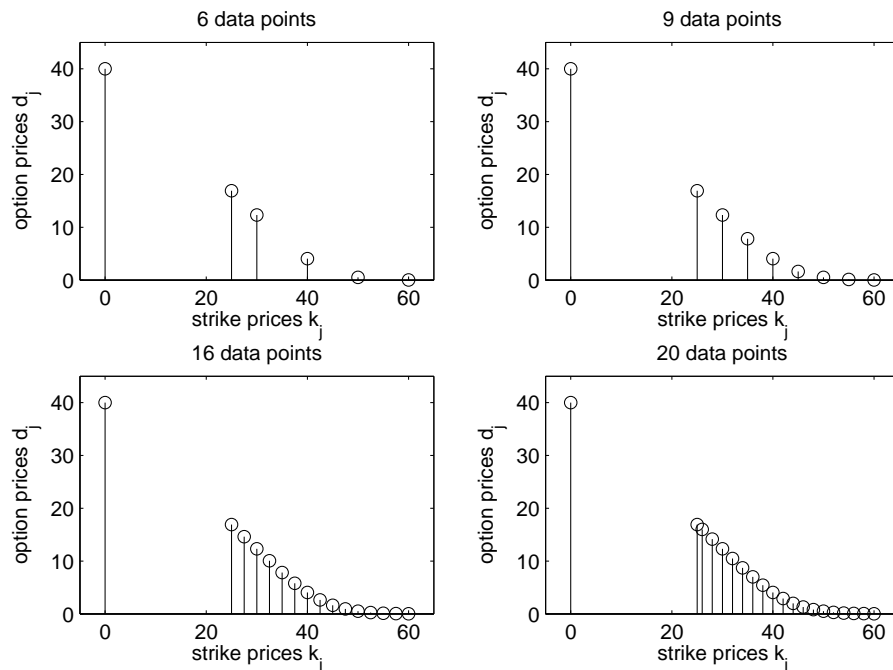 6 data points
40
30
20
10
0
option prices d_j
0 20 40 60
strike prices k_j
9 data points
40
30
20
10
0
option prices d_j
0 20 40 60
strike prices k_j
16 data points
40
30
20
10
0
option prices d_j
0 20 40 60
strike prices k_j
20 data points
40
30
20
10
0
option prices d_j
0 20 40 60
strike prices k_j